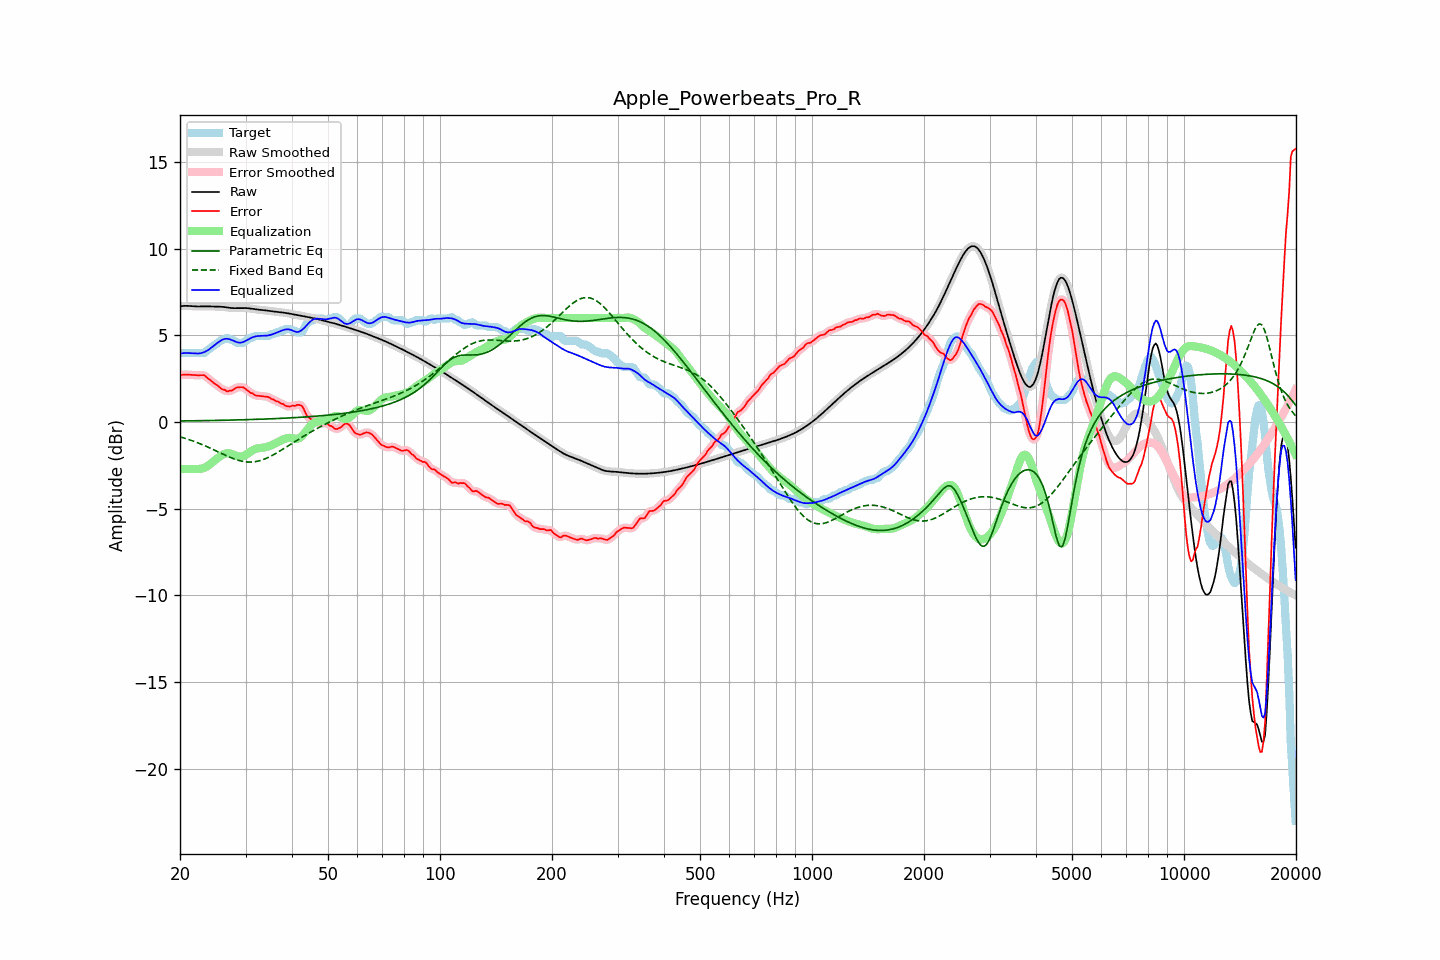 Apple_Powerbeats_Pro_R
Target
Raw Smoothed
Error Smoothed
Raw
Error
Equalization
Parametric Eq
Fixed Band Eq
Equalized
15
10
5
0
−5
−10
−15
−20
Amplitude (dBr)
20 50 100 200 500 1000 2000 5000 10000 20000
Frequency (Hz)